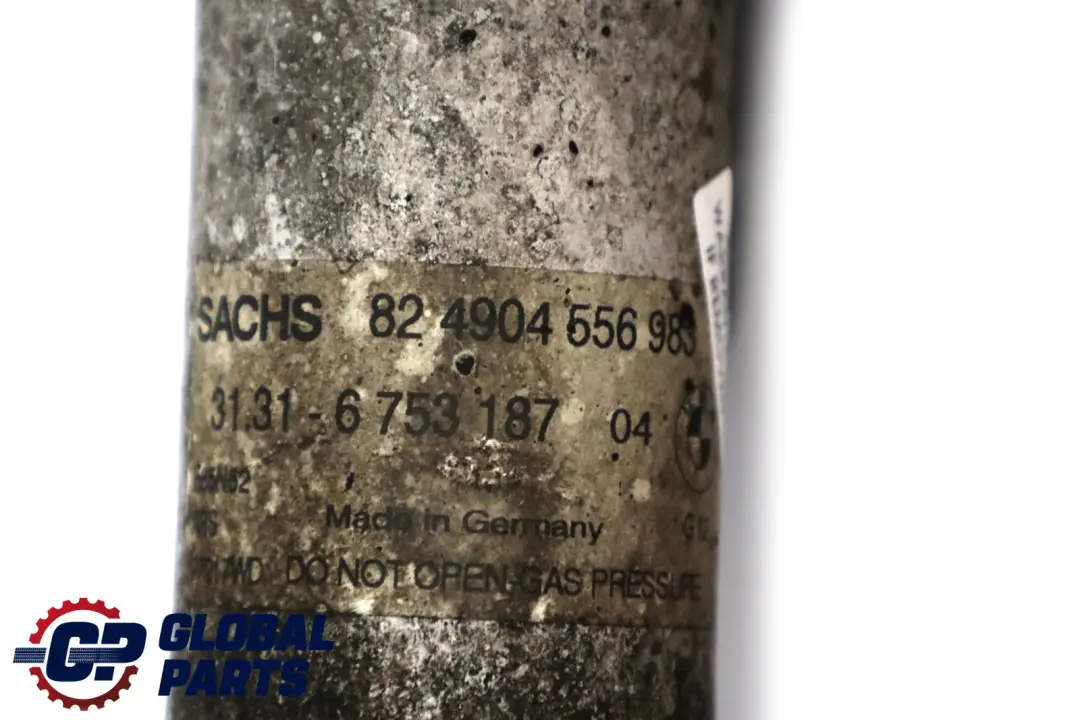 SACHS 82 4904 556 983
31.31 - 6 753 187 04
Made in Germany
DO NOT OPEN-GAS PRESSURE
GP GLOBAL
PARTS